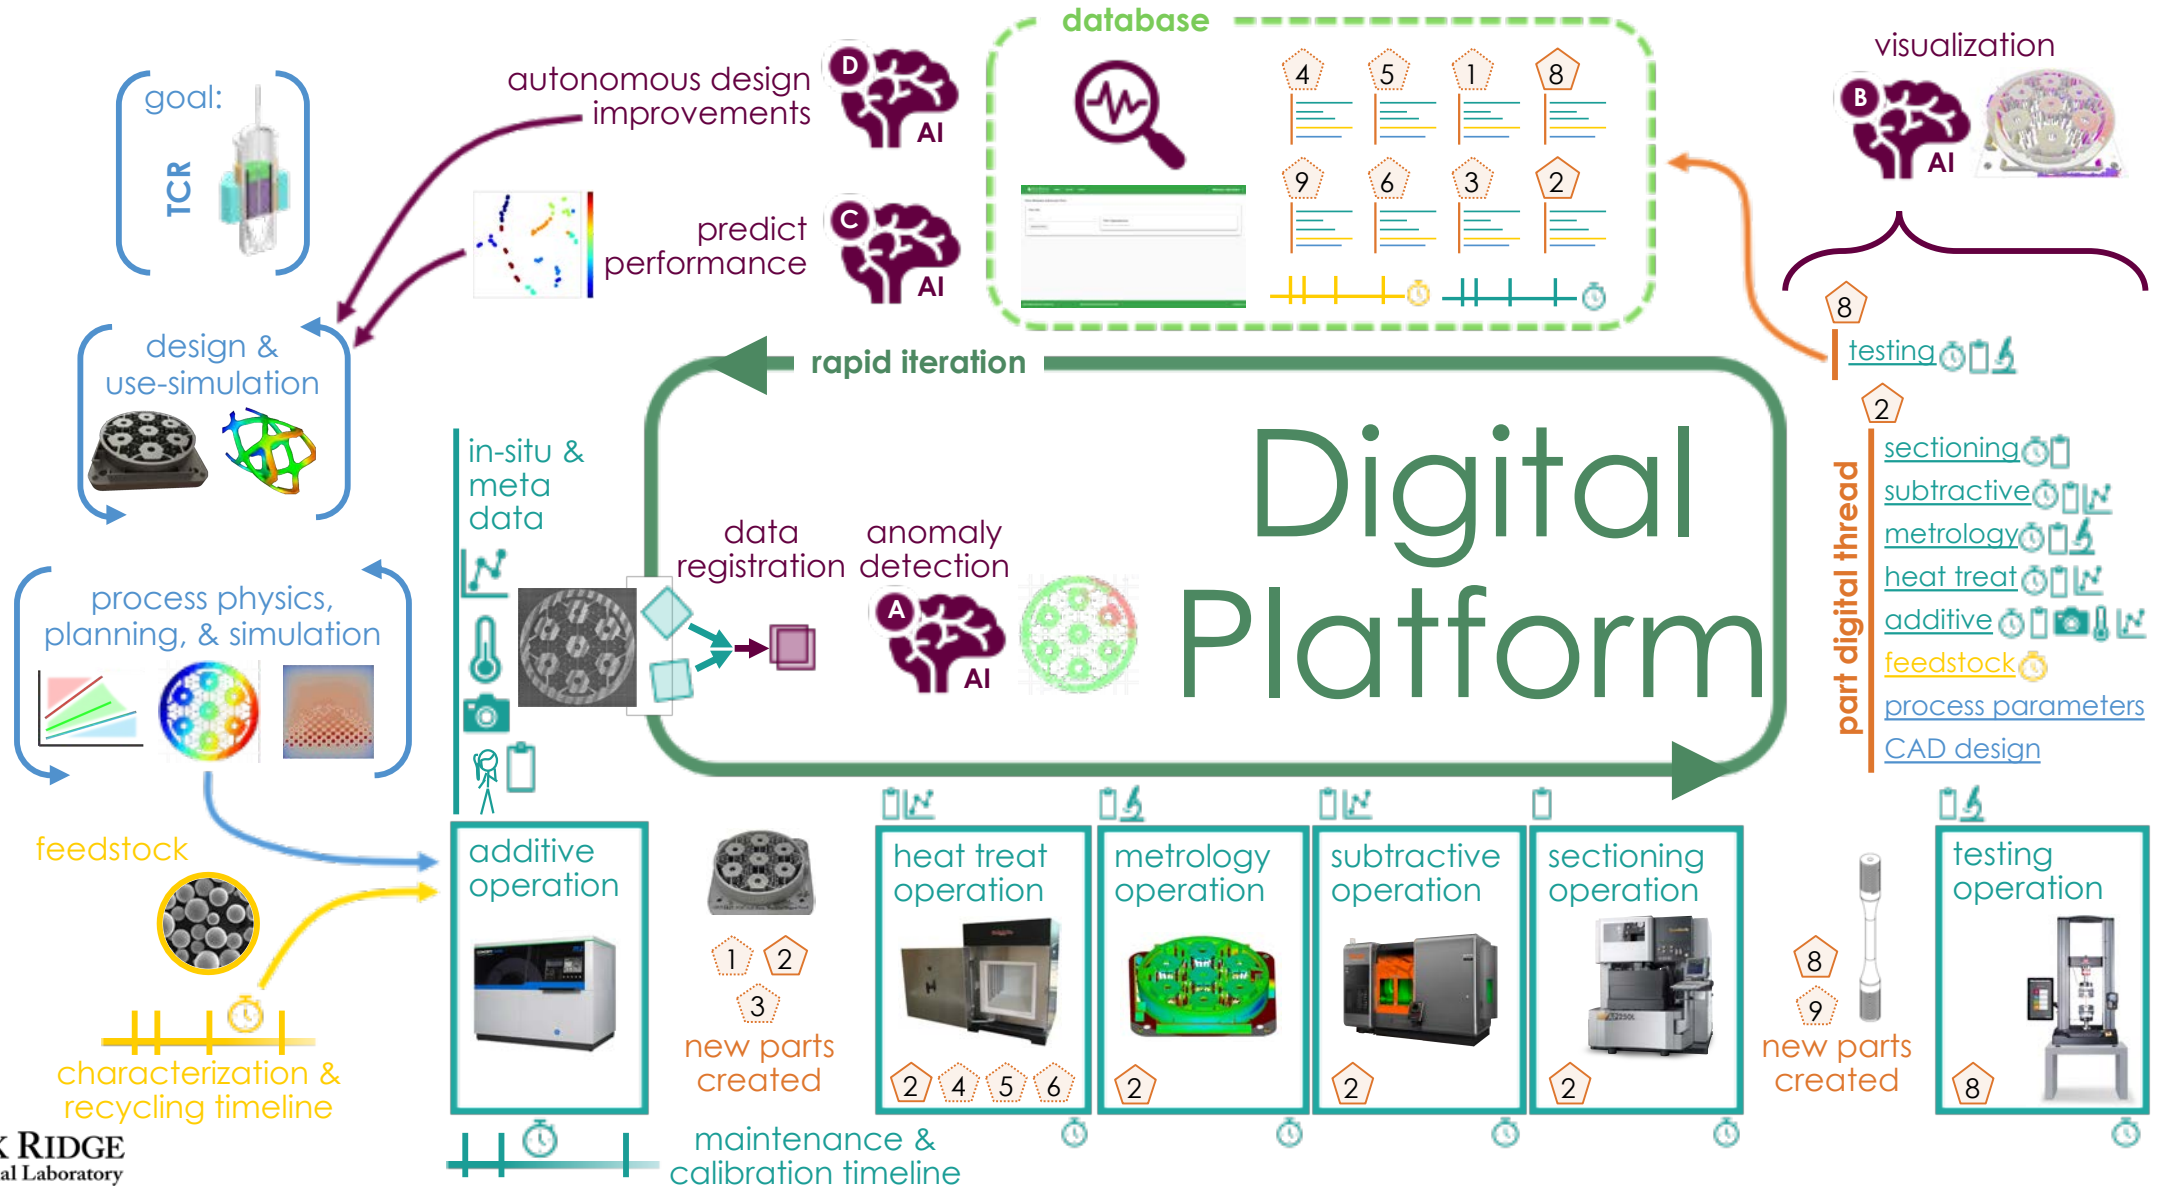 database
visualization
goal:
TCR
autonomous design
improvements
D
AI
4
5
1
8
9
6
3
2
B
AI
predict
performance
C
AI
design &
use-simulation
rapid iteration
8
testing
2
part digital thread
sectioning
subtractive
metrology
heat treat
additive
feedstock
process parameters
CAD design
in-situ &
meta
data
data
registration
anomaly
detection
A
AI
Digital
Platform
process physics,
planning, & simulation
feedstock
characterization &
recycling timeline
additive
operation
1
2
3
new parts
created
heat treat
operation
2
4
5
6
metrology
operation
2
subtractive
operation
2
sectioning
operation
2
8
9
new parts
created
testing
operation
8
maintenance &
calibration timeline
RIDGE
Laboratory